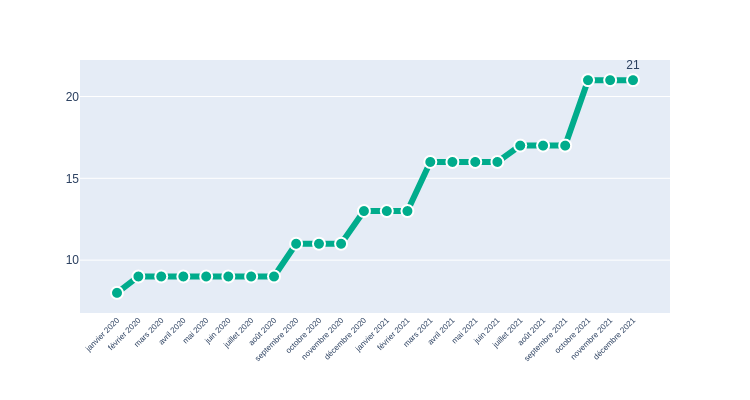 21
20
15
10
janvier 2020
février 2020
mars 2020
avril 2020
mai 2020
juin 2020
juillet 2020
août 2020
septembre 2020
octobre 2020
novembre 2020
décembre 2020
janvier 2021
février 2021
mars 2021
avril 2021
mai 2021
juin 2021
juillet 2021
août 2021
septembre 2021
octobre 2021
novembre 2021
décembre 2021